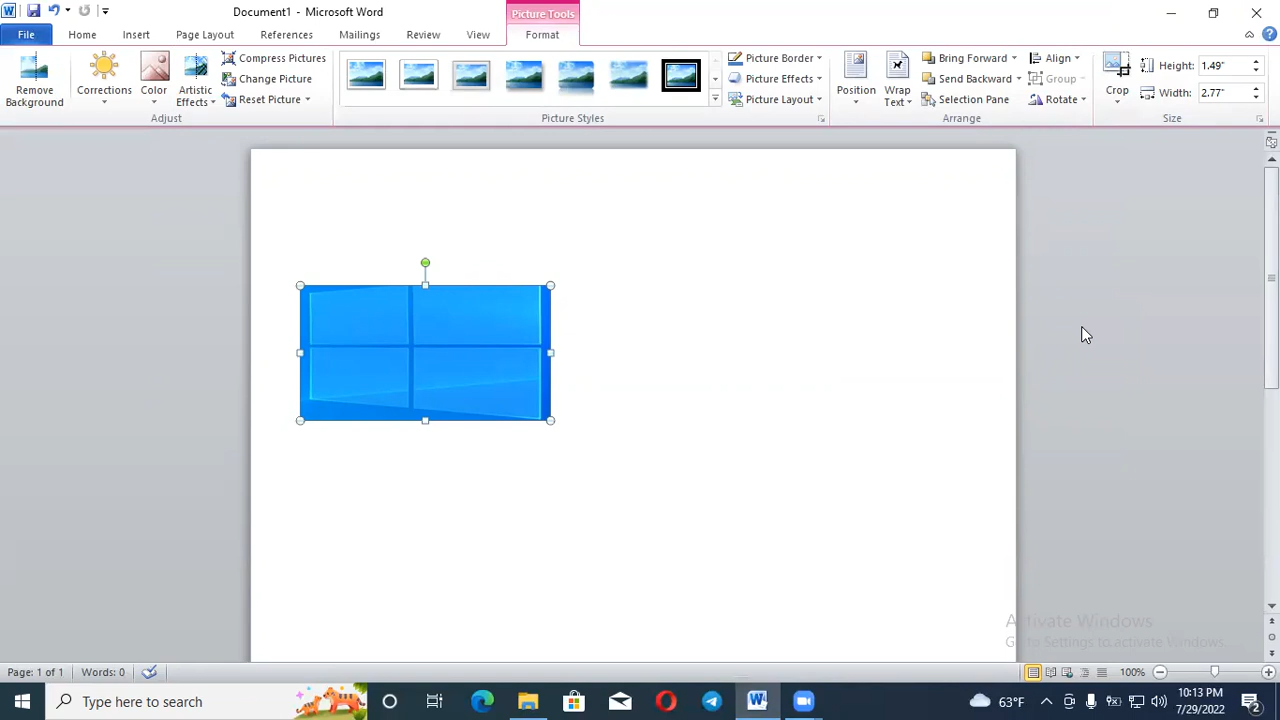 Document1 - Microsoft Word
Picture Tools
File Home Insert Page Layout References Mailings Review View Format
Remove Background
Corrections
Color
Artistic Effects
Compress Pictures
Change Picture
Reset Picture
Adjust
Picture Styles
Picture Border
Picture Effects
Picture Layout
Position
Wrap Text
Bring Forward
Send Backward
Selection Pane
Align
Group
Rotate
Arrange
Crop
Height: 1.49"
Width: 2.77"
Size
Activate Windows
Go to Settings to activate Windows.
Page: 1 of 1 Words: 0
100%
Type here to search
63°F
10:13 PM
7/29/2022
2